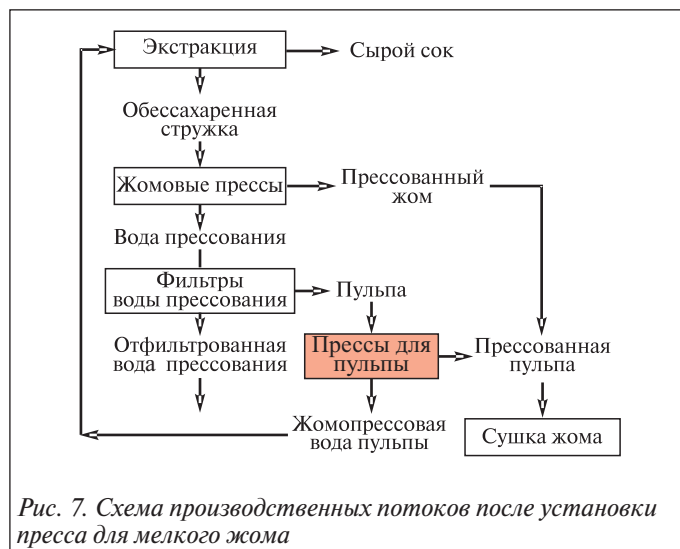 Экстракция
Сырой сок
Обессахаренная
стружка
Жомовые прессы
Прессованный
жом
Вода прессования
Фильтры
воды прессования
Пульпа
Отфильтрованная
вода прессования
Прессы для
пульпы
Прессованная
пульпа
Жомопрессовая
вода пульпы
Сушка жома
Рис. 7. Схема производственных потоков после установки
пресса для мелкого жома